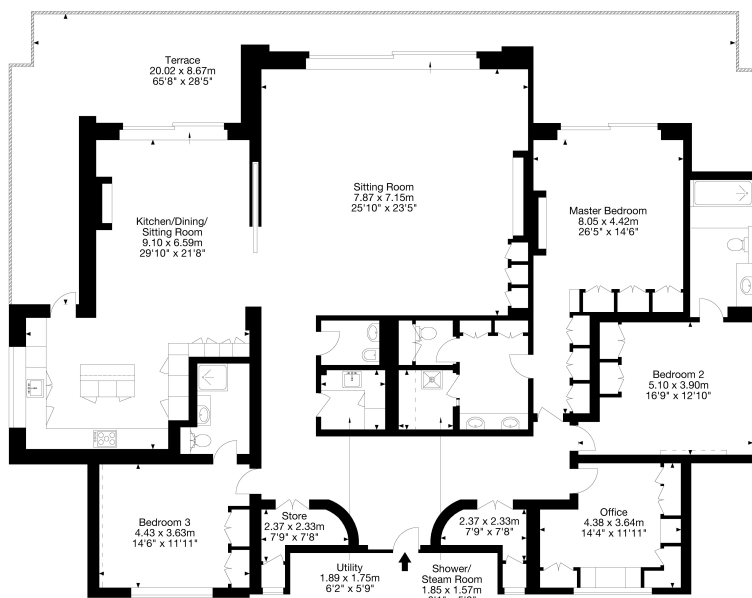 Terrace
20.02 x 8.67m
65'8" x 28'5"
Sitting Room
7.87 x 7.15m
25'10" x 23'5"
Kitchen/Dining/
Sitting Room
9.10 x 6.59m
29'10" x 21'8"
Master Bedroom
8.05 x 4.42m
26'5" x 14'6"
Bedroom 2
5.10 x 3.90m
16'9" x 12'10"
Bedroom 3
4.43 x 3.63m
14'6" x 11'11"
Store
2.37 x 2.33m
7'9" x 7'8"
2.37 x 2.33m
7'9" x 7'8"
Office
4.38 x 3.64m
14'4" x 11'11"
Utility
1.89 x 1.75m
6'2" x 5'9"
Shower/
Steam Room
1.85 x 1.57m